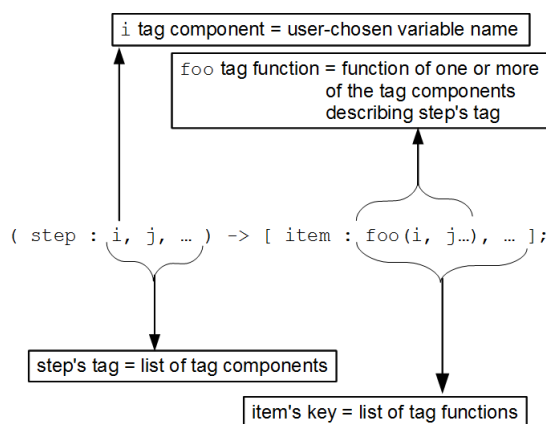 i tag component = user-chosen variable name
foo tag function = function of one or more
of the tag components
describing step's tag
( step : i, j, … ) -> [ item : foo(i, j…), … ];
step's tag = list of tag components
item's key = list of tag functions